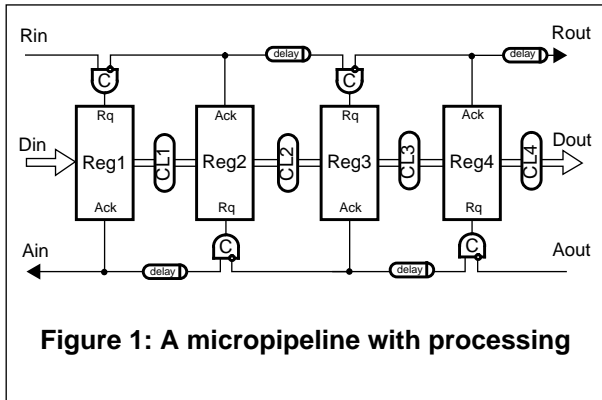 Rin
delay
delay
Rout
C
C
Rq
Ack
Rq
Ack
Din
Reg1
CL1
Reg2
CL2
Reg3
CL3
Reg4
CL4
Dout
Ack
Rq
Ack
Rq
C
C
Ain
delay
delay
Aout
Figure 1: A micropipeline with processing